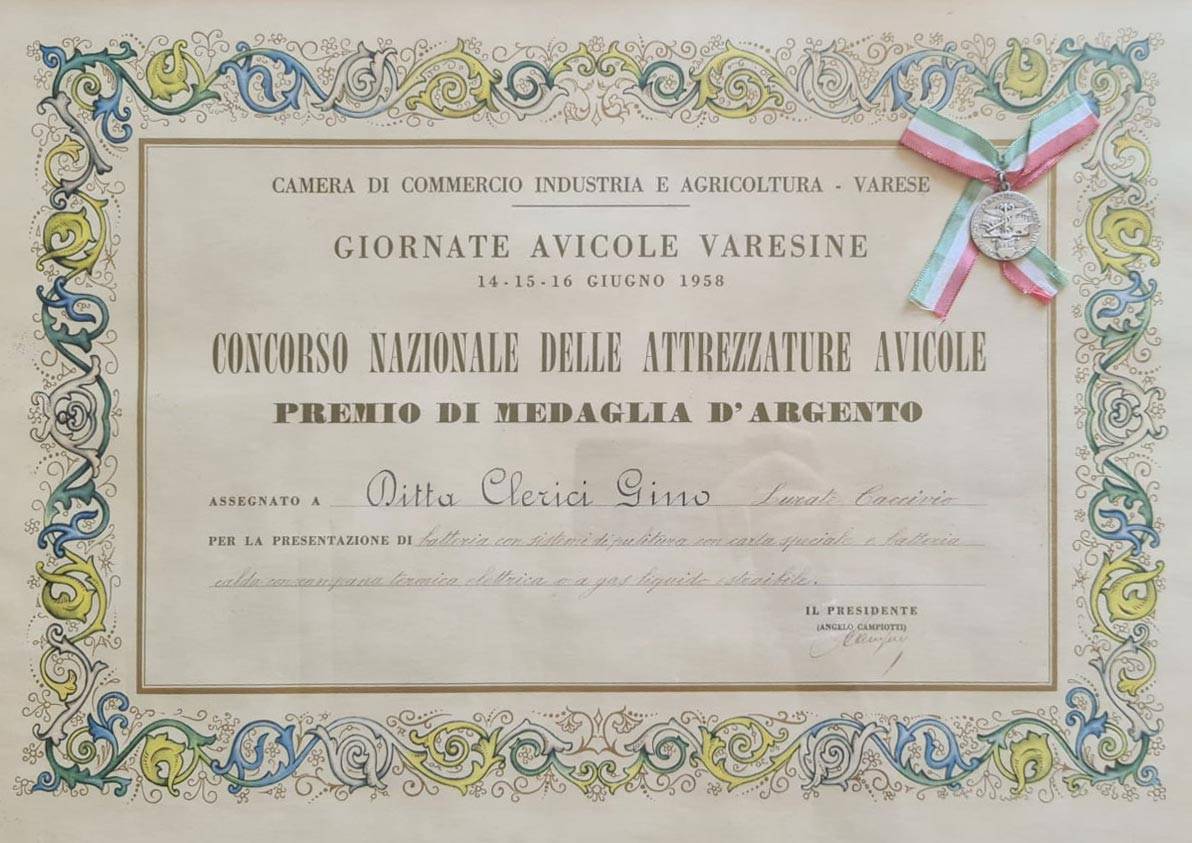 CAMERA DI COMMERCIO INDUSTRIA E AGRICOLTURA - VARESE
GIORNATE AVICOLE VARESINE
14-15-16 GIUGNO 1958
CONCORSO NAZIONALE DELLE ATTREZZATURE AVICOLE
PREMIO DI MEDAGLIA D'ARGENTO
ASSEGNATO A Ditta Clerici Gino Lurate Caccivio
PER LA PRESENTAZIONE DI batteria con sistemi di pulitura con carta speciale e batteria
calda con campana termica elettrica o a gas liquido estraibile.
IL PRESIDENTE
(ANGELO CAMPIOTTI)